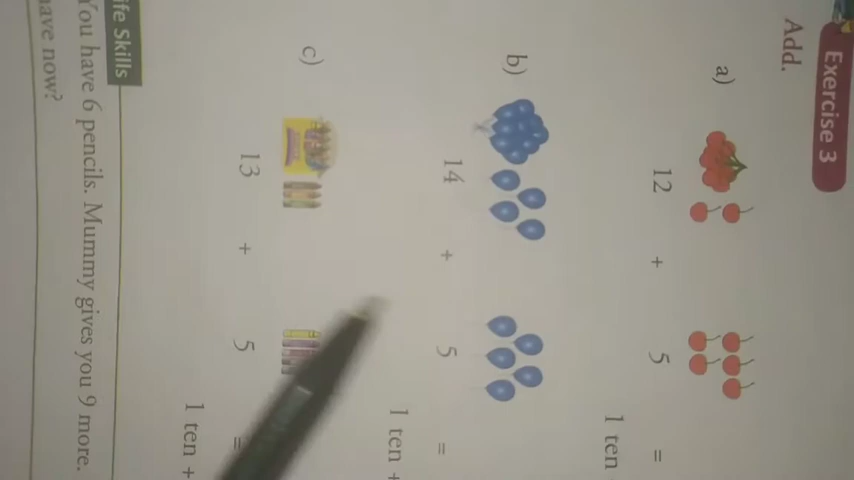 Exercise 3
Add.
a)
12 + 5 =
1 ten
b)
14 + 5 =
1 ten +
c)
13 + 5 =
1 ten +
ife Skills
You have 6 pencils. Mummy gives you 9 more.
have now?